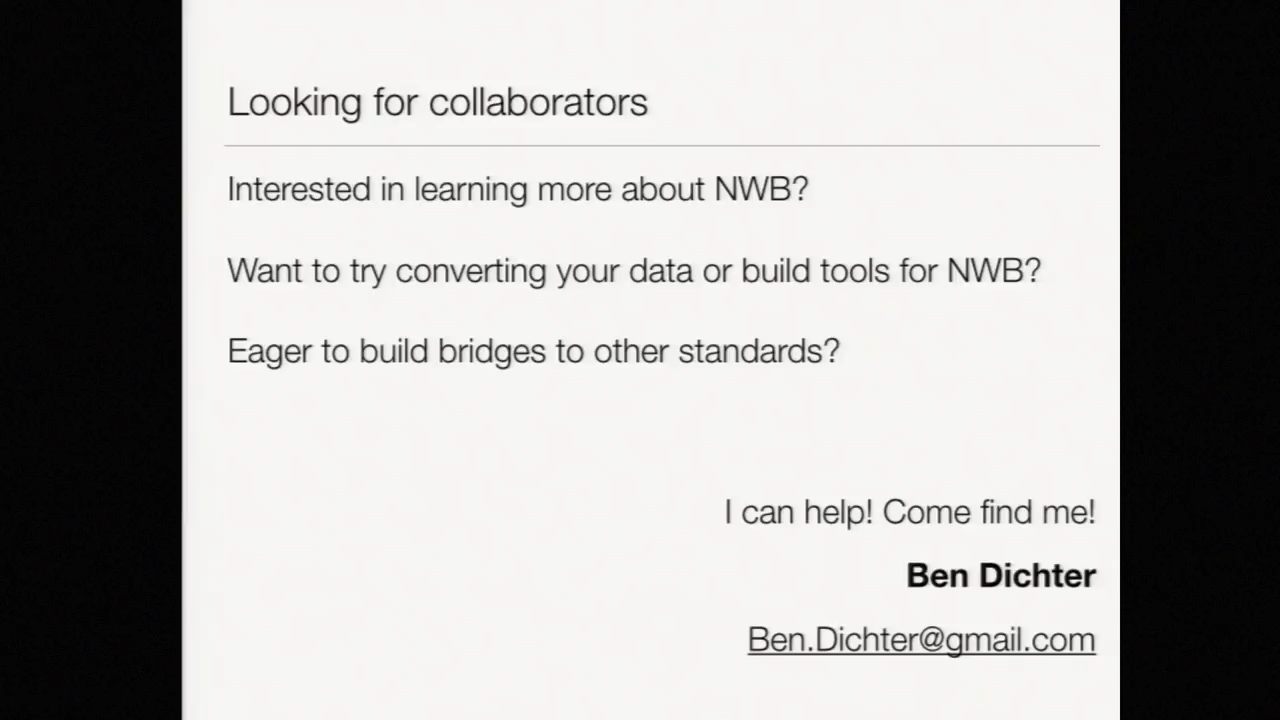 Looking for collaborators
Interested in learning more about NWB?
Want to try converting your data or build tools for NWB?
Eager to build bridges to other standards?
I can help! Come find me!
Ben Dichter
Ben.Dichter@gmail.com